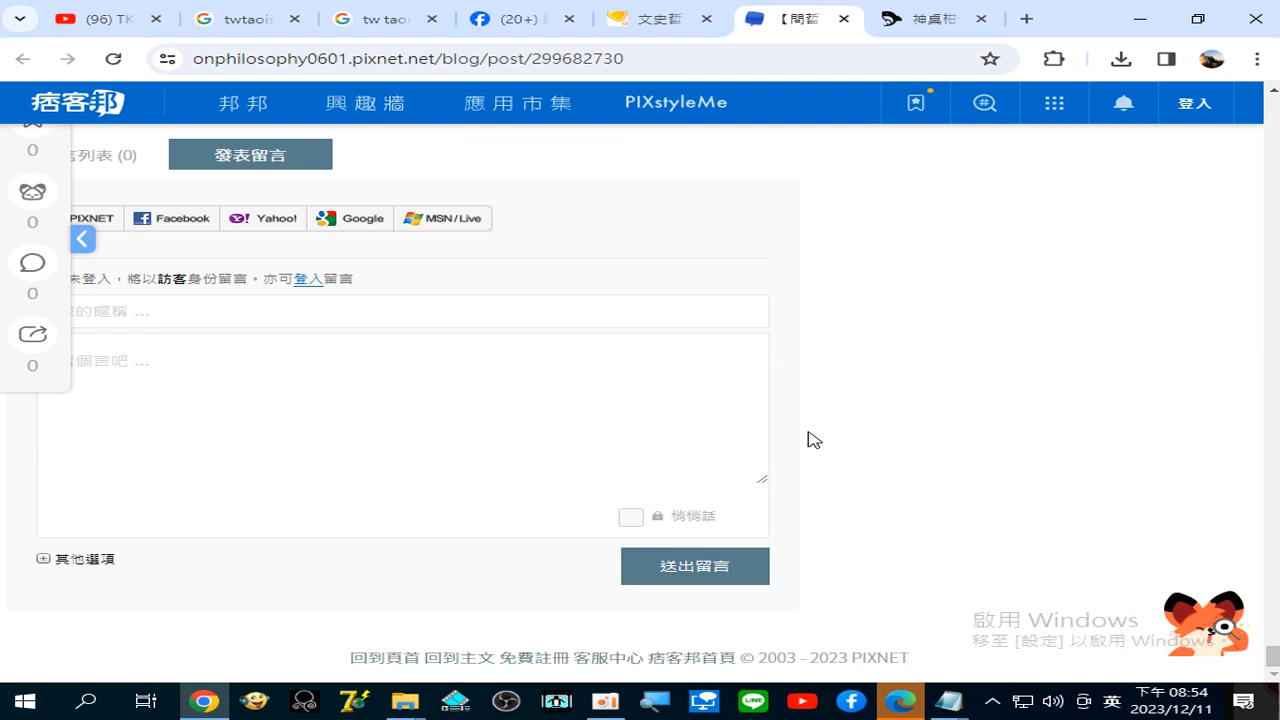 (96) TK
twtaois
tw taoi
(20+)
文史哲
【問哲
神桌柑
onphilosophy0601.pixnet.net/blog/post/299682730
痞客邦
邦邦
興趣牆
應用市集
PIXstyleMe
登入
0
言列表 (0)
發表留言
0
PIXNET
Facebook
Yahoo!
Google
MSN/Live
未登入，將以訪客身份留言。亦可登入留言
0
的暱稱 ...
個言吧 ...
0
悄悄話
其他選項
送出留言
啟用 Windows
移至 [設定] 以啟用 Windows
回到頁首 回到主文 免費註冊 客服中心 痞客邦首頁 © 2003 - 2023 PIXNET
英
下午 08:54
2023/12/11